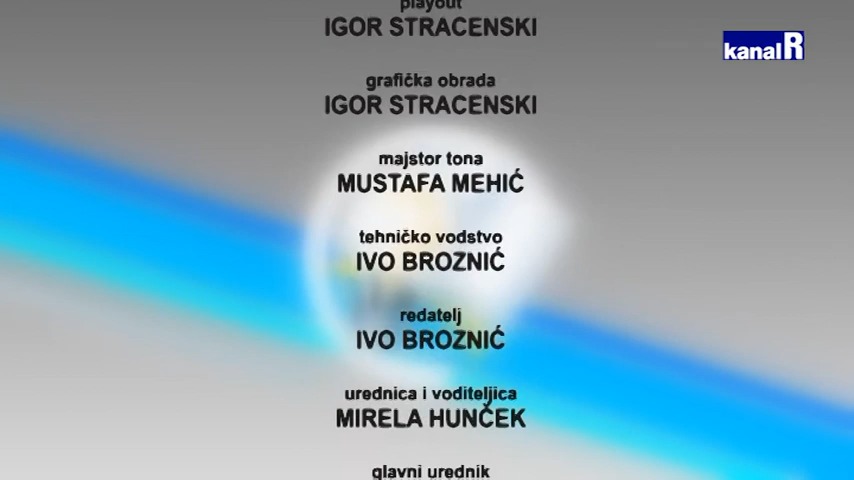 playout
IGOR STRACENSKI
kanalR
grafička obrada
IGOR STRACENSKI
majstor tona
MUSTAFA MEHIĆ
tehničko vodstvo
IVO BROZNIĆ
redatelj
IVO BROZNIĆ
urednica i voditeljica
MIRELA HUNČEK
glavni urednik